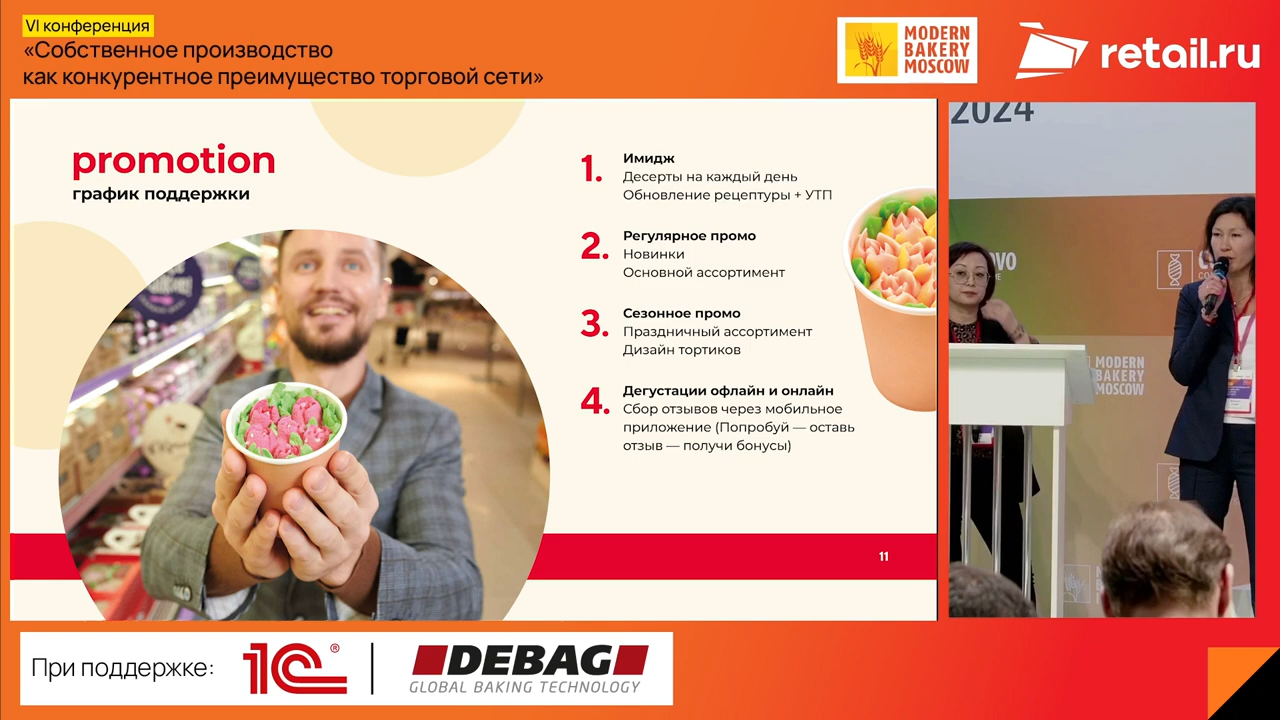 VI конференция
«Собственное производство
как конкурентное преимущество торговой сети»
MODERN
BAKERY
MOSCOW
retail.ru
promotion
график поддержки
1. Имидж
Десерты на каждый день
Обновление рецептуры + УТП
2. Регулярное промо
Новинки
Основной ассортимент
3. Сезонное промо
Праздничный ассортимент
Дизайн тортиков
4. Дегустации офлайн и онлайн
Сбор отзывов через мобильное
приложение (Попробуй — оставь
отзыв — получи бонусы)
11
2024
MODERN
BAKERY
MOSCOW
При поддержке:
1С®
DEBAG
GLOBAL BAKING TECHNOLOGY